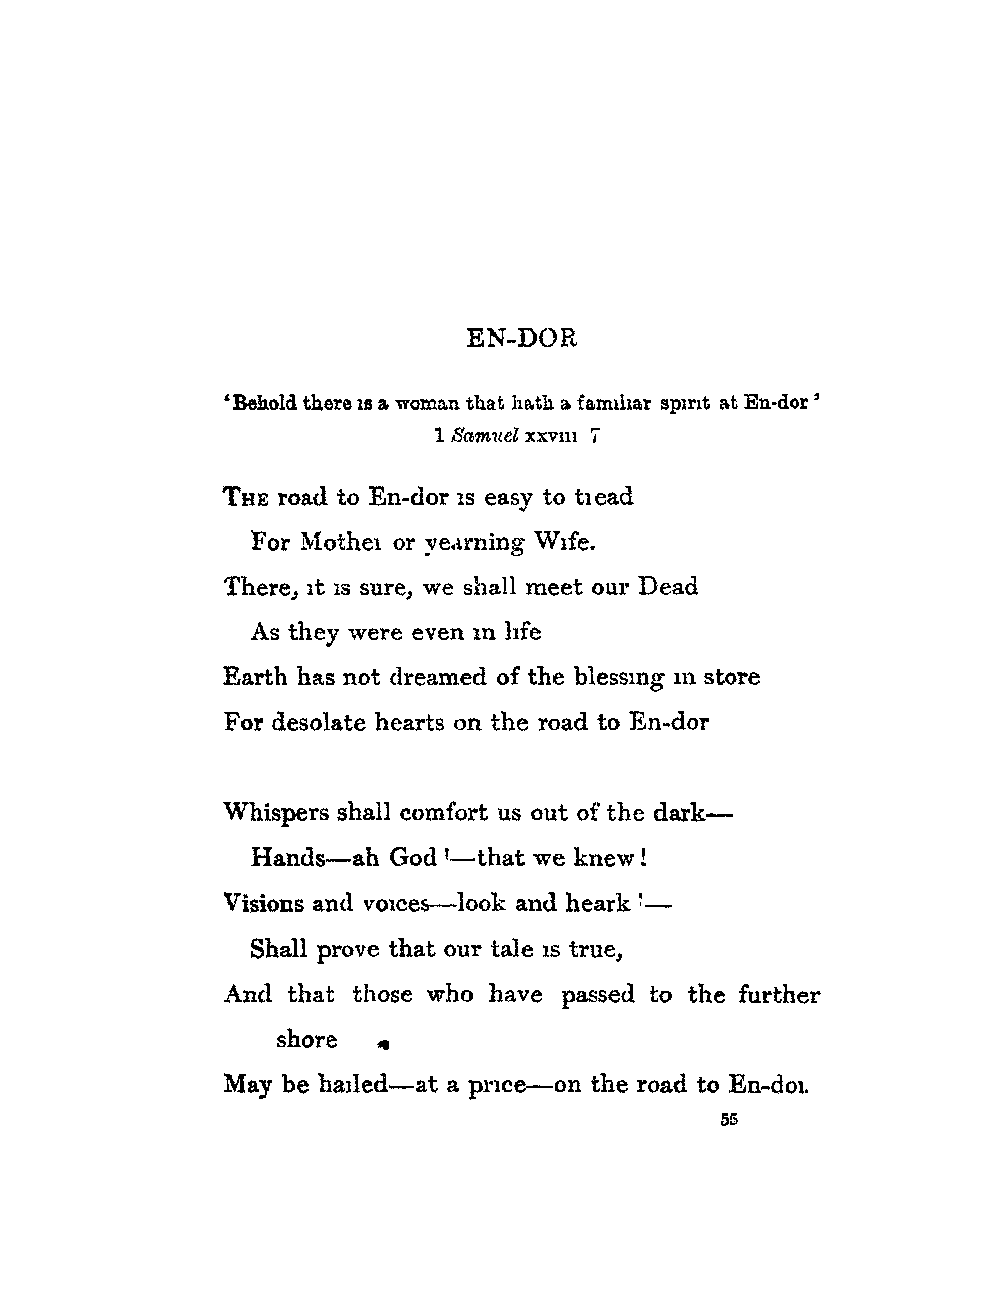 EN-DOR
'Behold there is a woman that hath a familiar spirit at En-dor'
1 Samuel xxviii 7
THE road to En-dor is easy to tread
For Mother or yearning Wife.
There, it is sure, we shall meet our Dead
As they were even in life
Earth has not dreamed of the blessing in store
For desolate hearts on the road to En-dor
Whispers shall comfort us out of the dark—
Hands—ah God!—that we knew!
Visions and voices—look and heark!—
Shall prove that our tale is true,
And that those who have passed to the further
shore
May be hailed—at a price—on the road to En-dor.
55